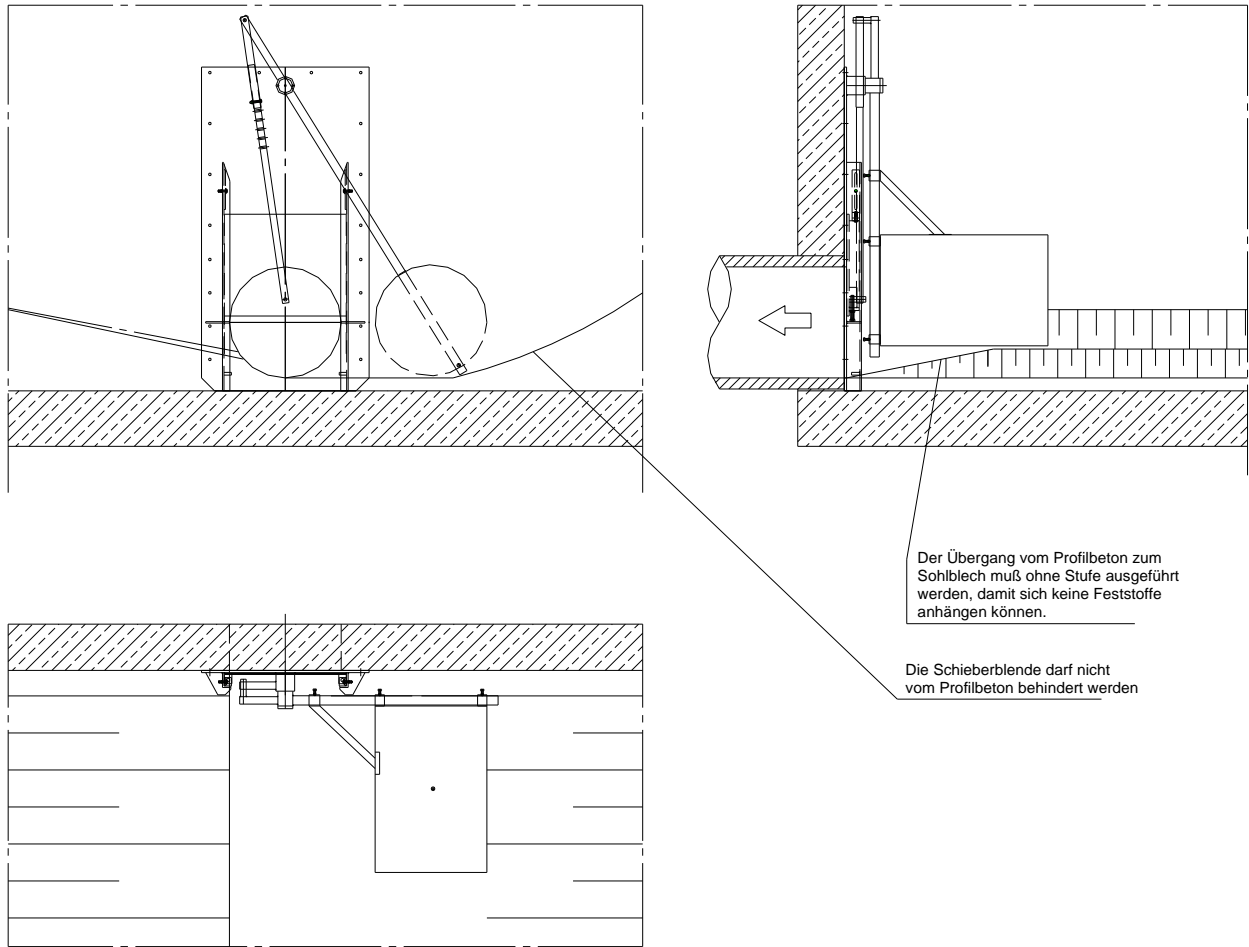 Der Übergang vom Profilbeton zum
Sohlblech muß ohne Stufe ausgeführt
werden, damit sich keine Feststoffe
anhängen können.
Die Schieberblende darf nicht
vom Profilbeton behindert werden